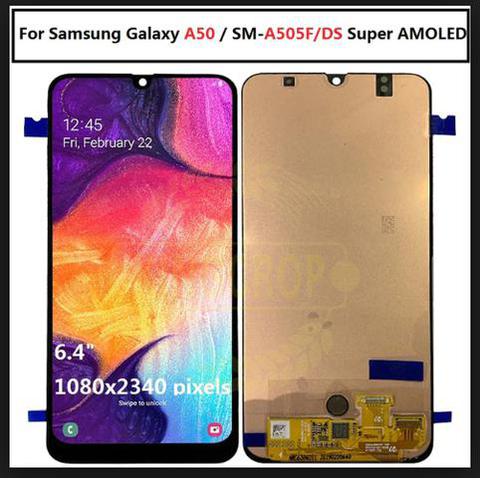 For Samsung Galaxy A50 / SM-A505F/DS Super AMOLED
12:45
Fri, February 22
6.4"
1080x2340 pixels
Swipe to unlock